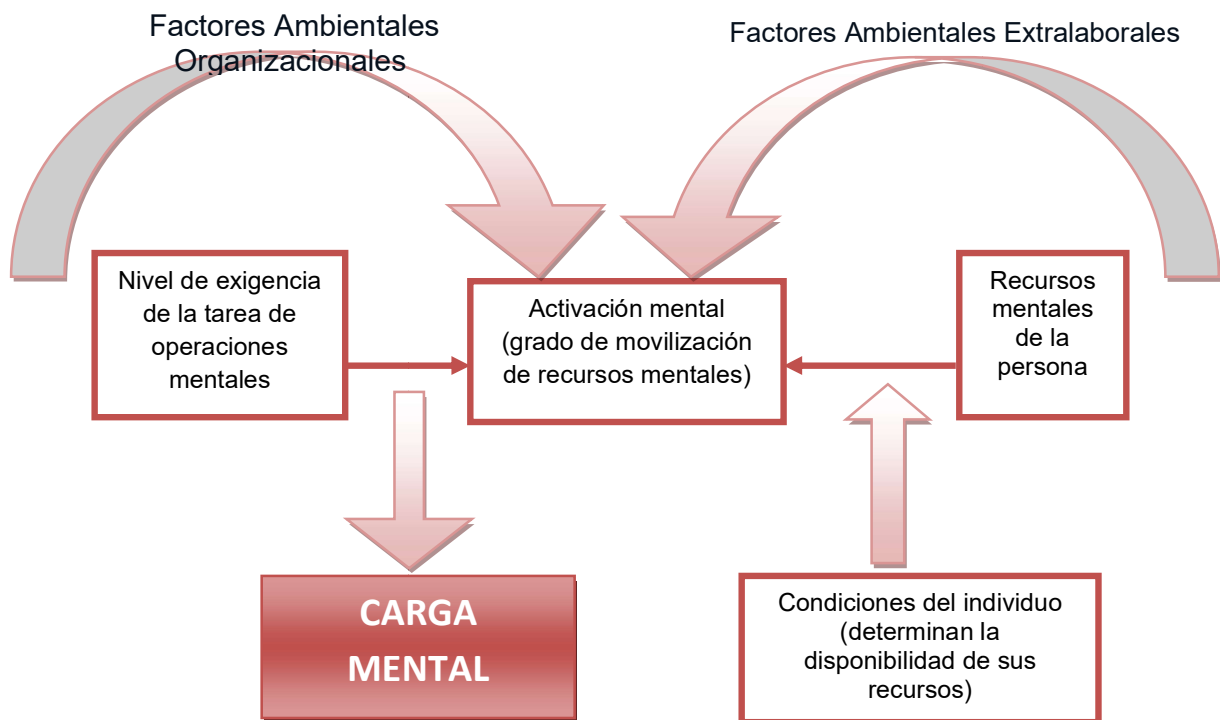 Factores Ambientales
Organizacionales
Factores Ambientales Extralaborales
Nivel de exigencia
de la tarea de
operaciones
mentales
Activación mental
(grado de movilización
de recursos mentales)
Recursos
mentales
de la
persona
CARGA
MENTAL
Condiciones del individuo
(determinan la
disponibilidad de sus
recursos)